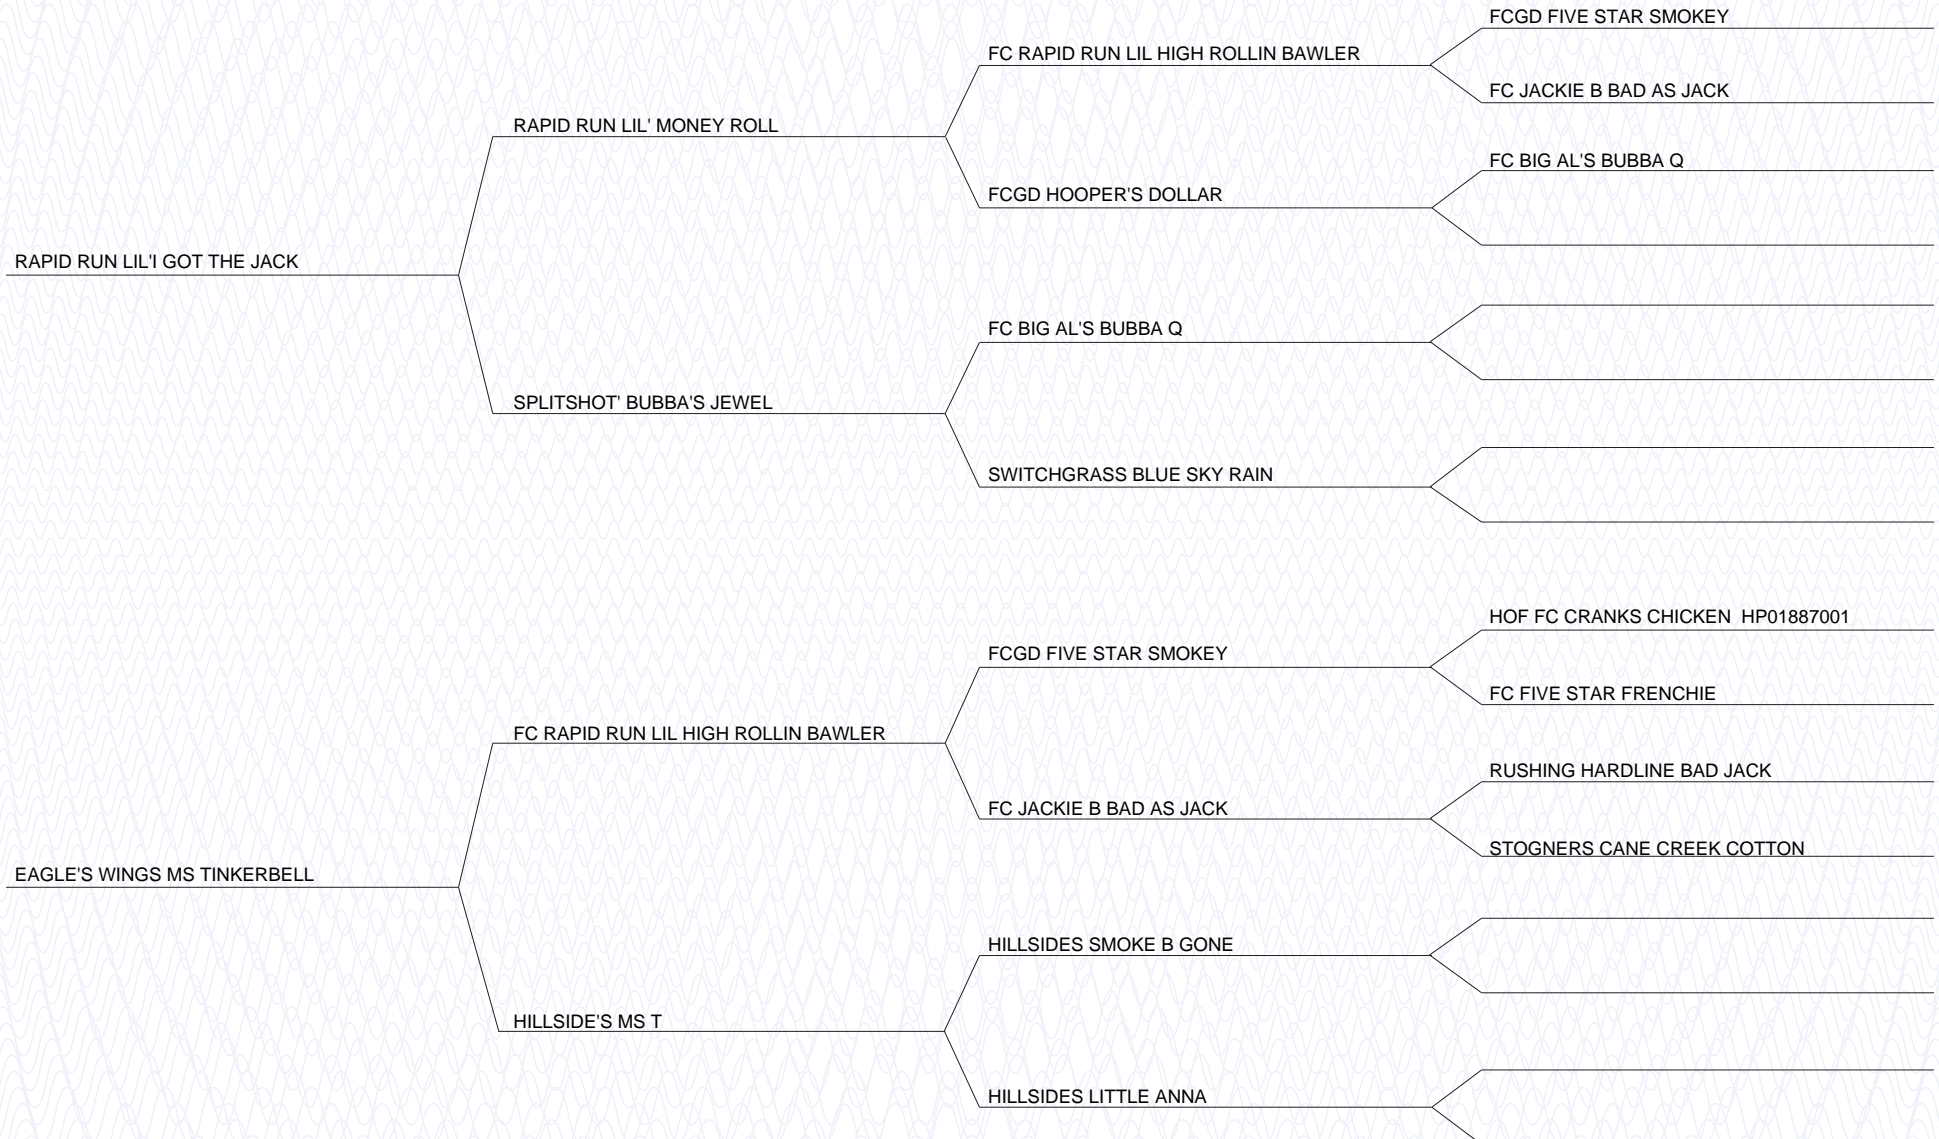 FCGD FIVE STAR SMOKEY
FC RAPID RUN LIL HIGH ROLLIN BAWLER
FC JACKIE B BAD AS JACK
RAPID RUN LIL' MONEY ROLL
FC BIG AL'S BUBBA Q
FCGD HOOPER'S DOLLAR
RAPID RUN LIL'I GOT THE JACK
FC BIG AL'S BUBBA Q
SPLITSHOT' BUBBA'S JEWEL
SWITCHGRASS BLUE SKY RAIN
HOF FC CRANKS CHICKEN  HP01887001
FCGD FIVE STAR SMOKEY
FC FIVE STAR FRENCHIE
FC RAPID RUN LIL HIGH ROLLIN BAWLER
RUSHING HARDLINE BAD JACK
FC JACKIE B BAD AS JACK
STOGNERS CANE CREEK COTTON
EAGLE'S WINGS MS TINKERBELL
HILLSIDES SMOKE B GONE
HILLSIDE'S MS T
HILLSIDES LITTLE ANNA